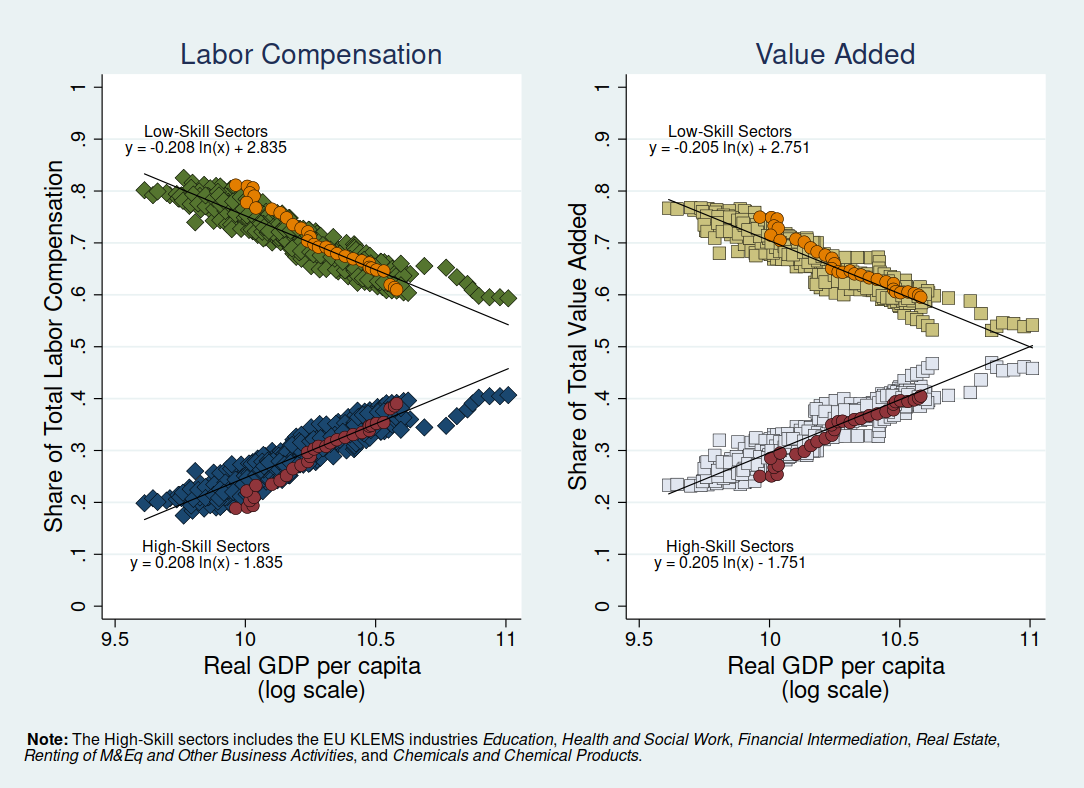 Labor Compensation
Share of Total Labor Compensation
1
.9
.8
.7
.6
.5
.4
.3
.2
.1
0
Low-Skill Sectors
y = -0.208 ln(x) + 2.835
High-Skill Sectors
y = 0.208 ln(x) - 1.835
9.5 10 10.5 11
Real GDP per capita
(log scale)
Value Added
Share of Total Value Added
1
.9
.8
.7
.6
.5
.4
.3
.2
.1
0
Low-Skill Sectors
y = -0.205 ln(x) + 2.751
High-Skill Sectors
y = 0.205 ln(x) - 1.751
9.5 10 10.5 11
Real GDP per capita
(log scale)
Note: The High-Skill sectors includes the EU KLEMS industries Education, Health and Social Work, Financial Intermediation, Real Estate,
Renting of M&Eq and Other Business Activities, and Chemicals and Chemical Products.